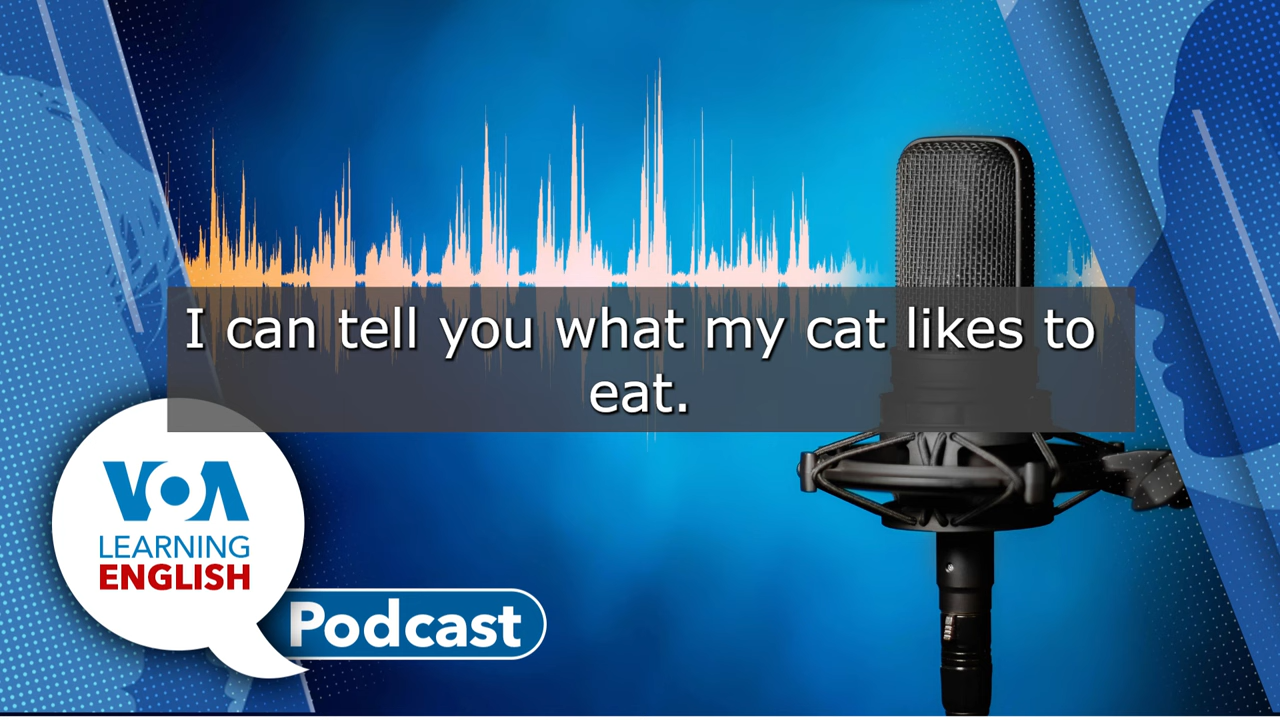 I can tell you what my cat likes to
eat.
VOA
LEARNING
ENGLISH
Podcast